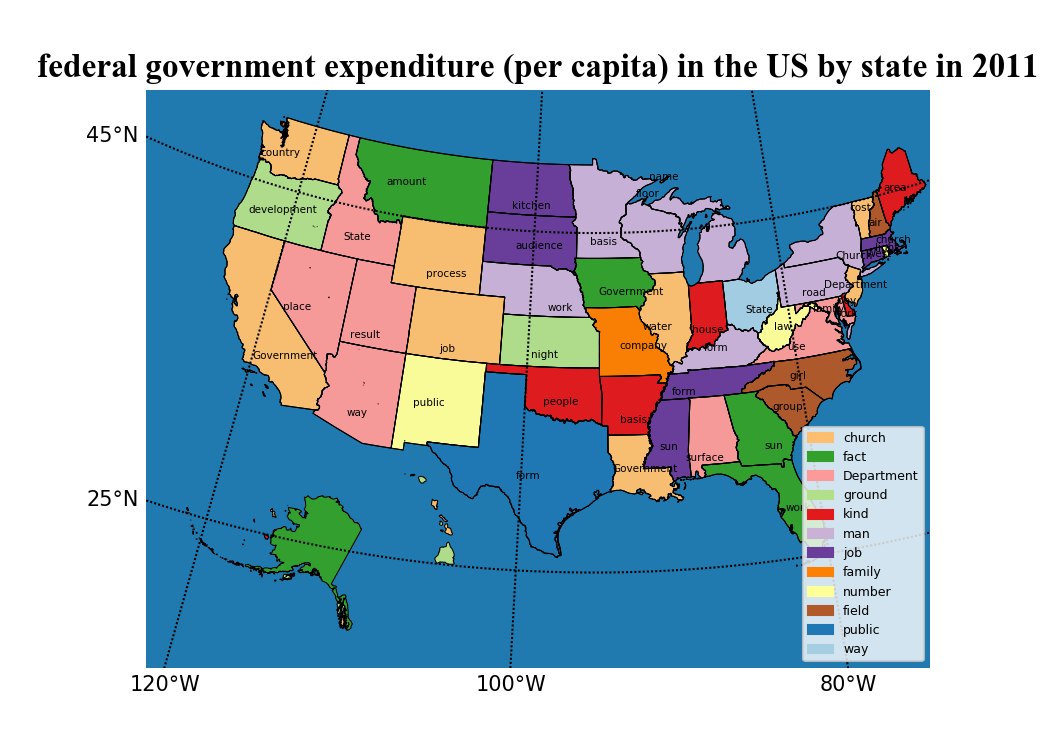 federal government expenditure (per capita) in the US by state in 2011
45°N
25°N
120°W
100°W
80°W
country
development
State
amount
kitchen
audience
process
place
result
job
Government
way
public
work
night
people
form
name
floor
basis
Government
company
water
house
basis
sun
Government
surface
form
form
State
law
road
use
girl
group
sun
cost
air
area
church
Church
Department
church
fact
Department
ground
kind
man
job
family
number
field
public
way